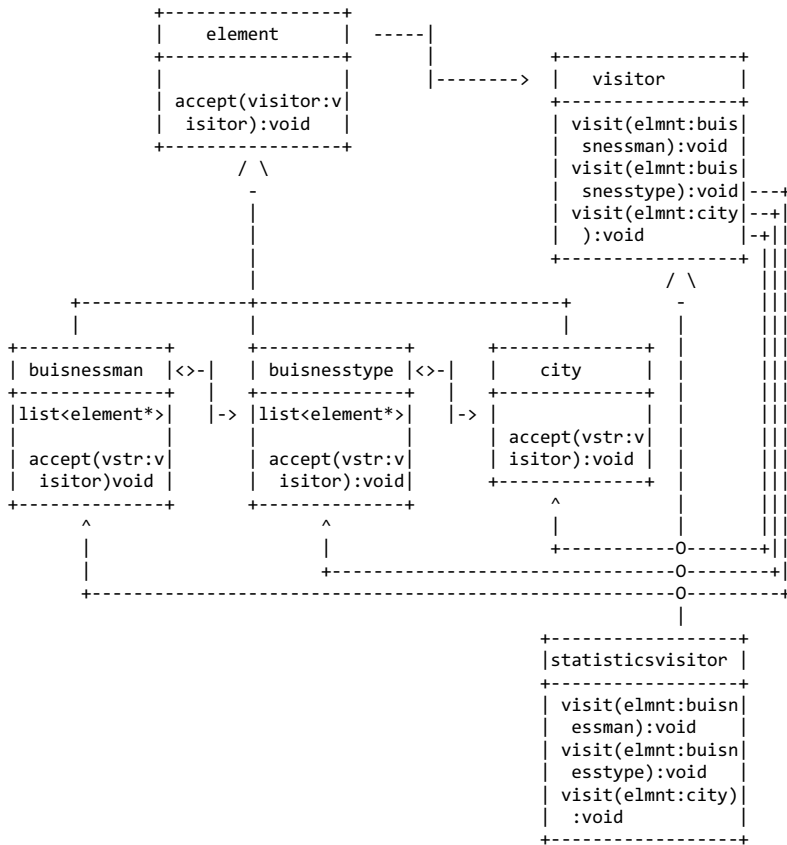 element
accept(visitor:v
isitor):void
visitor
visit(elmnt:buis
snessman):void
visit(elmnt:buis
snesstype):void
visit(elmnt:city
):void
buisnessman
list<element*>
accept(vstr:v
isitor)void
buisnesstype
list<element*>
accept(vstr:v
isitor):void
city
accept(vstr:v
isitor):void
statisticsvisitor
visit(elmnt:buisn
essman):void
visit(elmnt:buisn
esstype):void
visit(elmnt:city)
:void